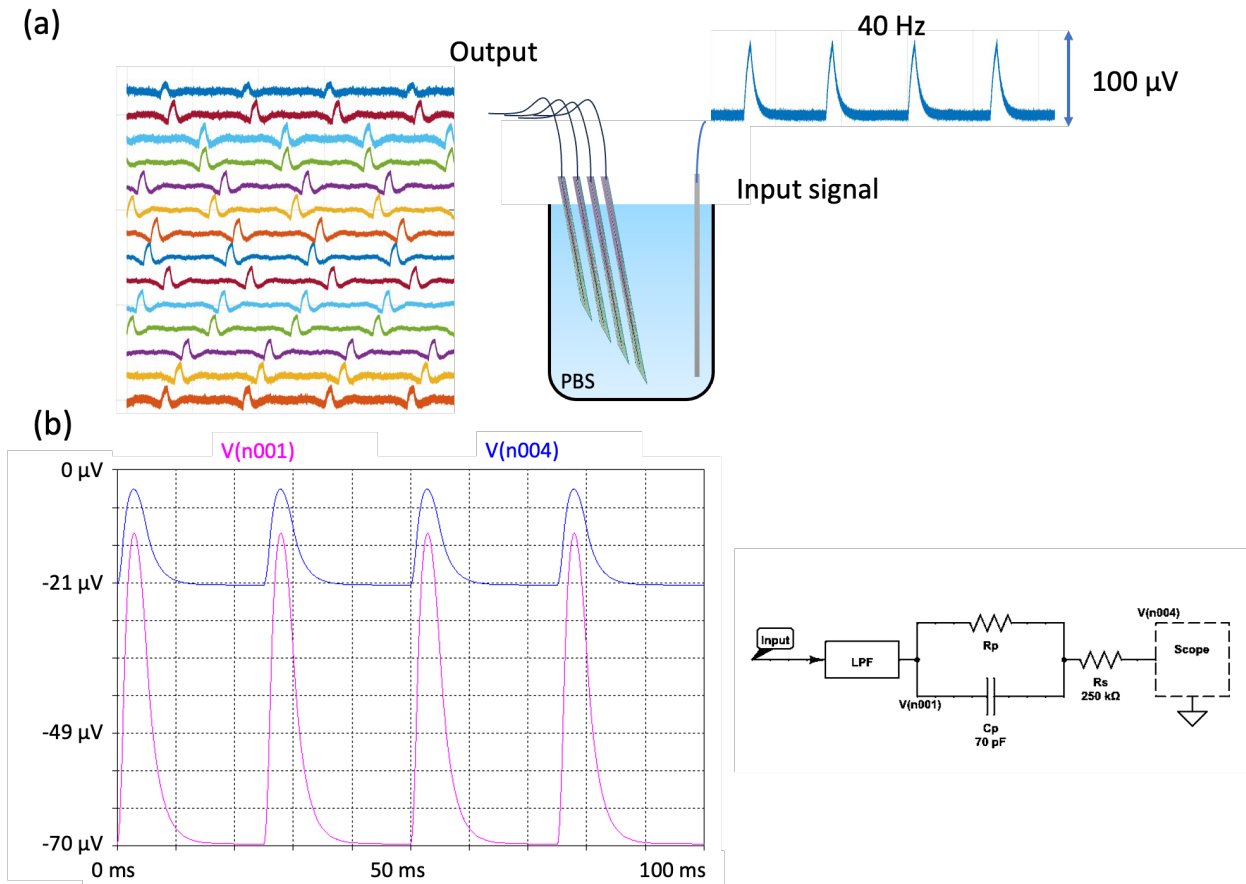 (a)
Output
40 Hz
100 µV
Input signal
PBS
(b)
V(n001)
V(n004)
0 µV
-21 µV
-49 µV
-70 µV
0 ms
50 ms
100 ms
Input
LPF
V(n001)
Rp
Cp
70 pF
Rs
250 kΩ
V(n004)
Scope